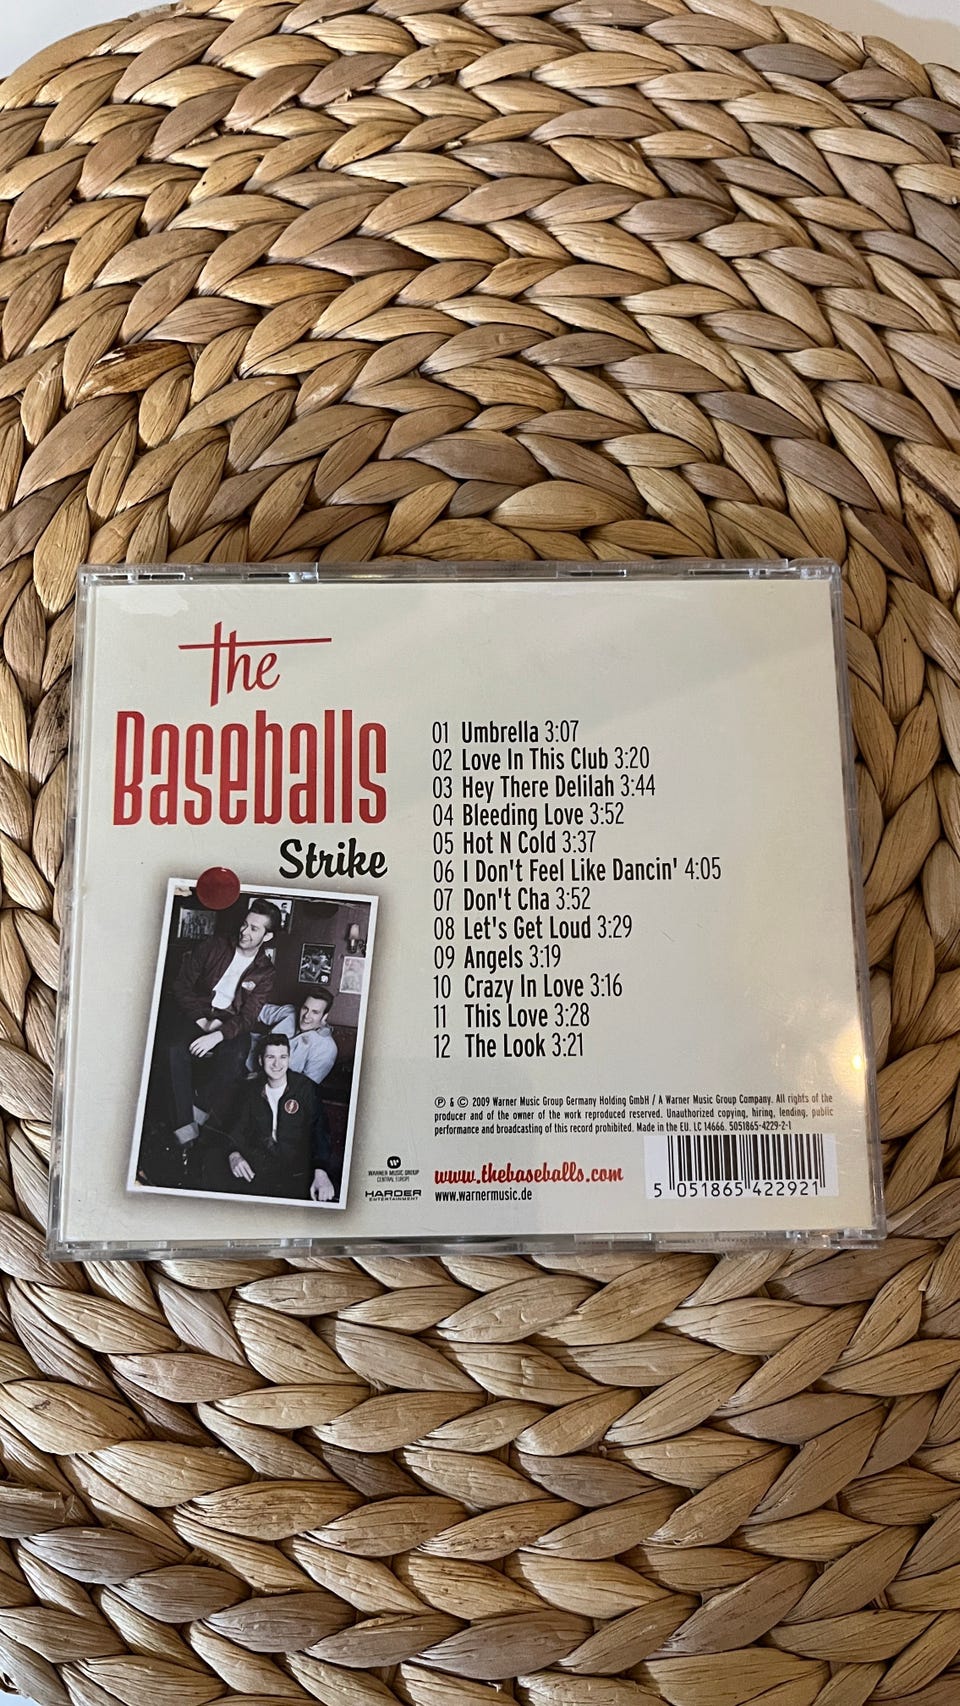 the
Baseballs
Strike
01 Umbrella 3:07
02 Love In This Club 3:20
03 Hey There Delilah 3:44
04 Bleeding Love 3:52
05 Hot N Cold 3:37
06 I Don't Feel Like Dancin' 4:05
07 Don't Cha 3:52
08 Let's Get Loud 3:29
09 Angels 3:19
10 Crazy In Love 3:16
11 This Love 3:28
12 The Look 3:21
℗ & © 2009 Warner Music Group Germany Holding GmbH / A Warner Music Group Company. All rights of the
producer and of the owner of the work reproduced reserved. Unauthorized copying, hiring, lending, public
performance and broadcasting of this record prohibited. Made in the EU. LC 14666. 5051865-4229-2-1
WARNER MUSIC GROUP
CENTRAL EUROPE
HARDER
ENTERTAINMENT
www.thebaseballs.com
www.warnermusic.de
5 051865 422921